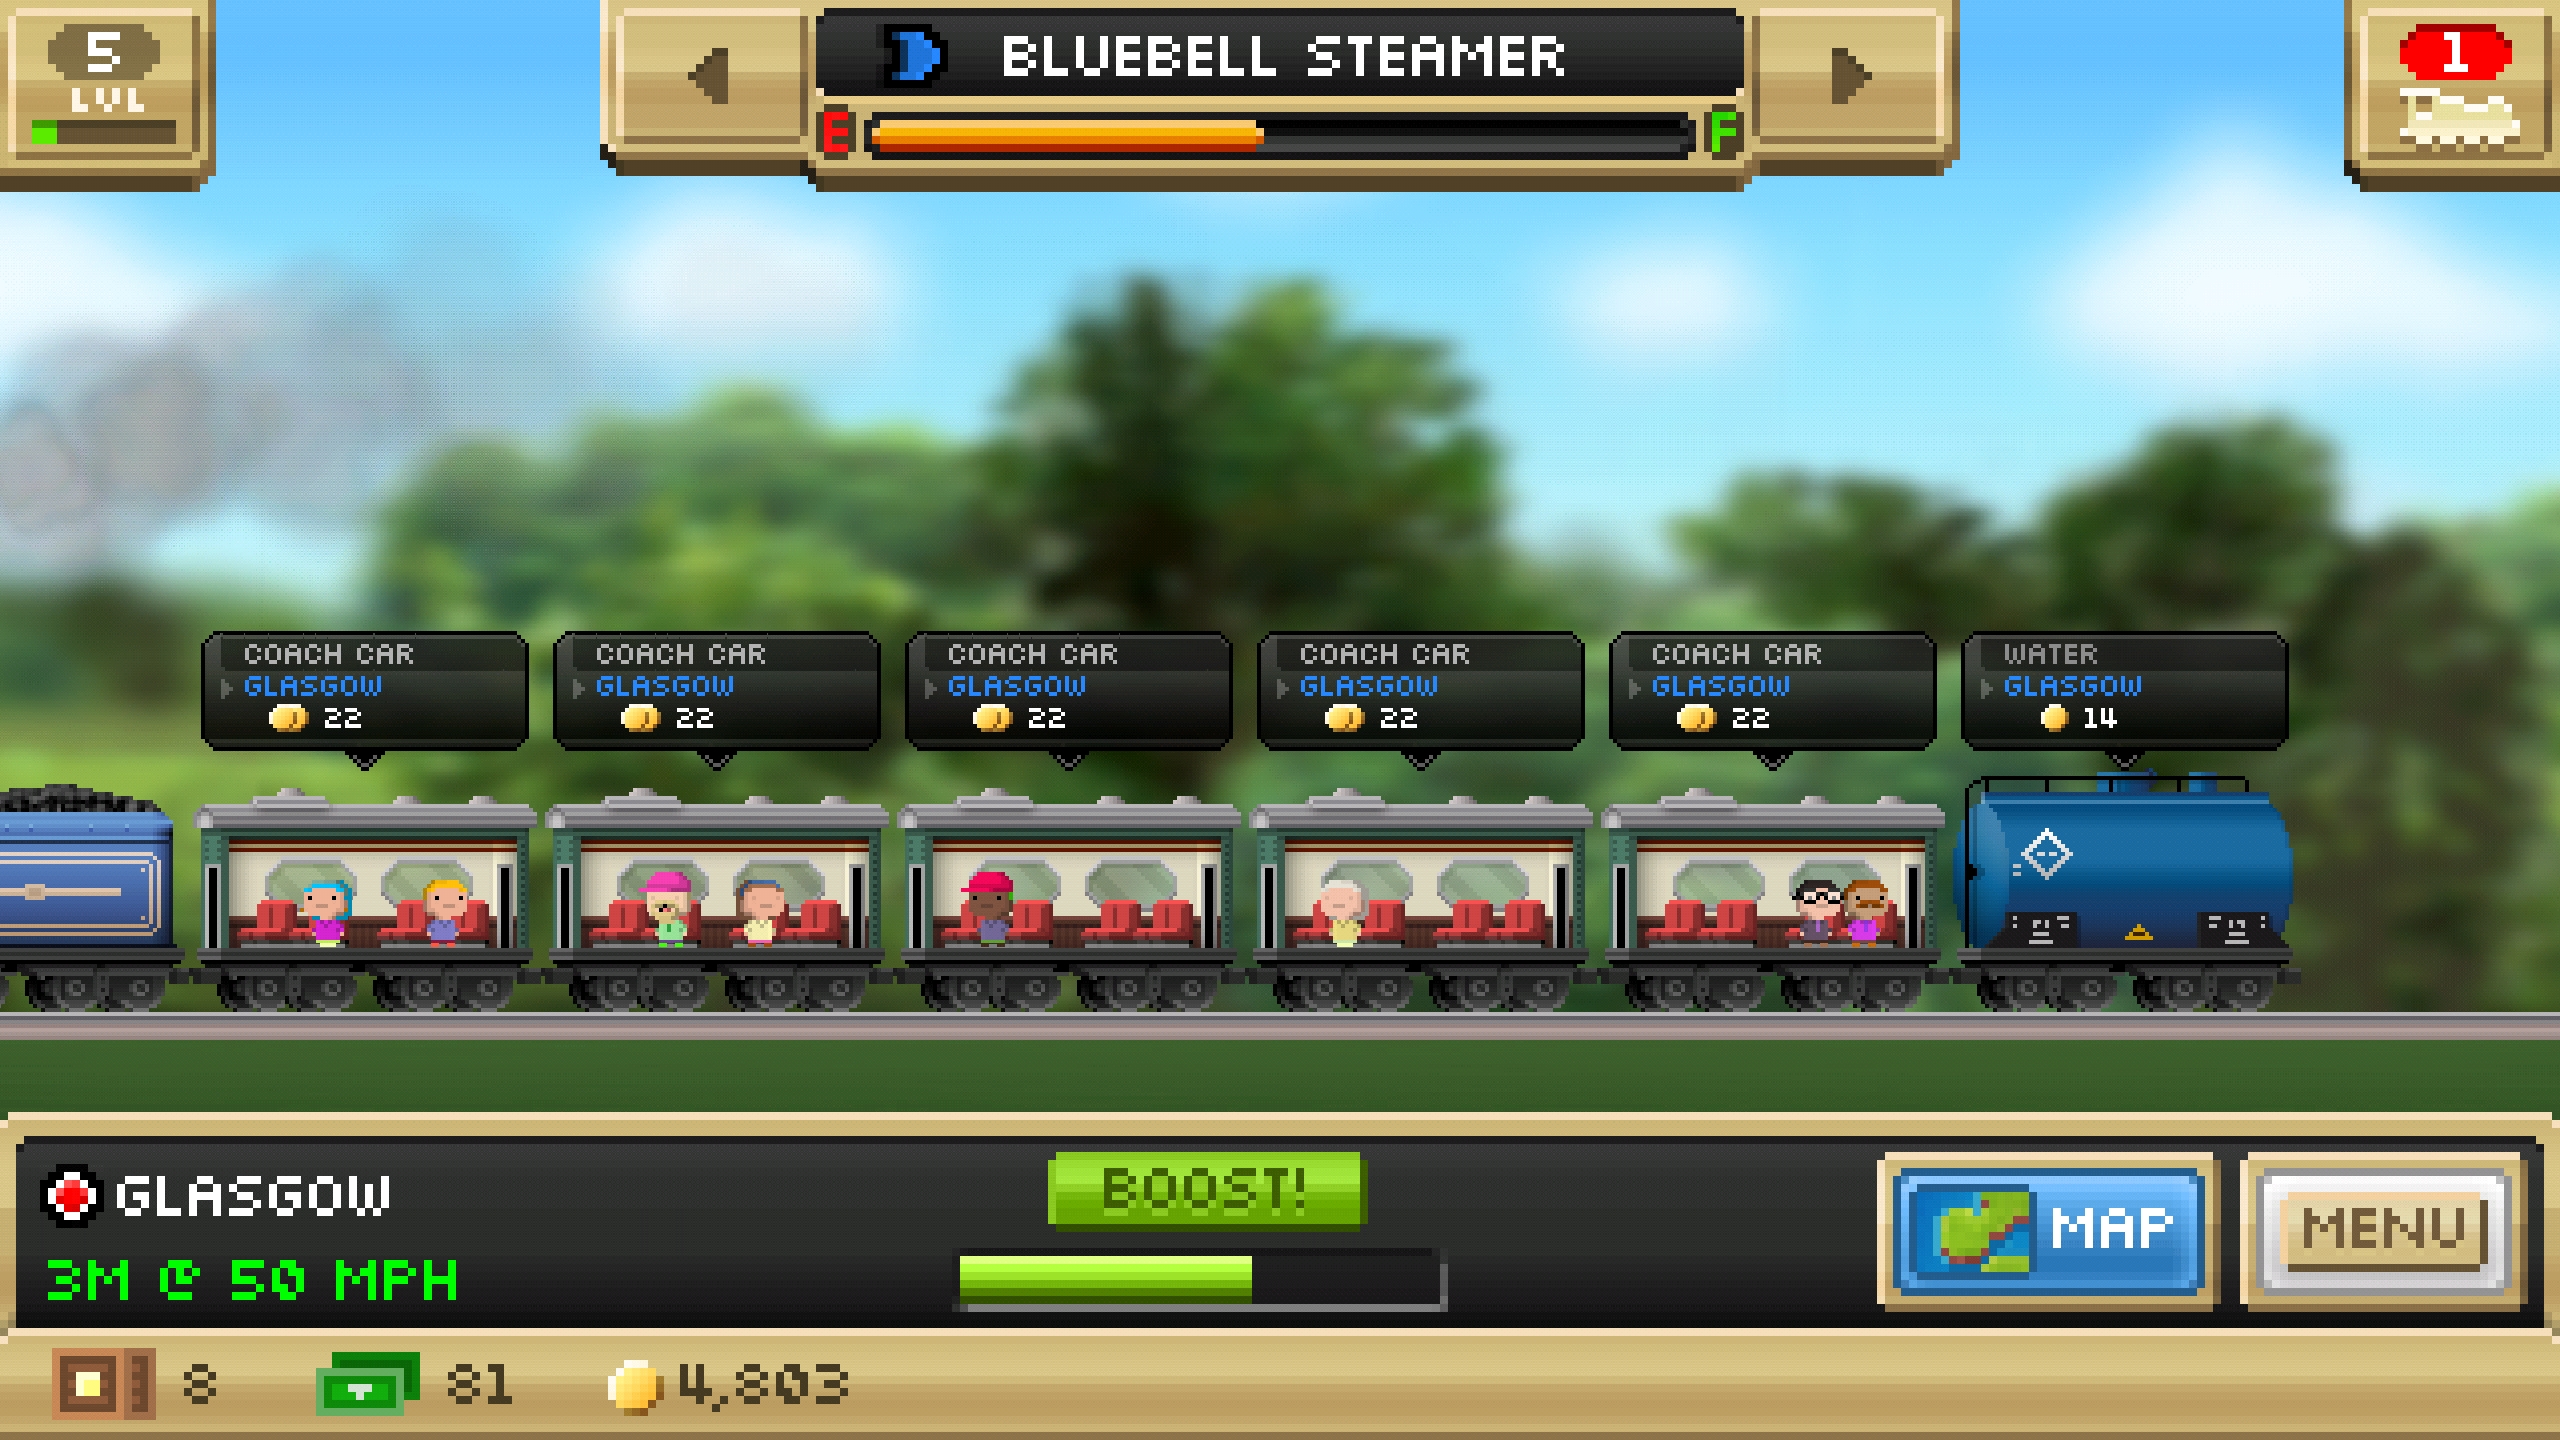 5
LVL
BLUEBELL STEAMER
E F
1
COACH CAR
GLASGOW
22
COACH CAR
GLASGOW
22
COACH CAR
GLASGOW
22
COACH CAR
GLASGOW
22
COACH CAR
GLASGOW
22
WATER
GLASGOW
14
GLASGOW
3M @ 50 MPH
BOOST!
MAP
MENU
8
81
4,803